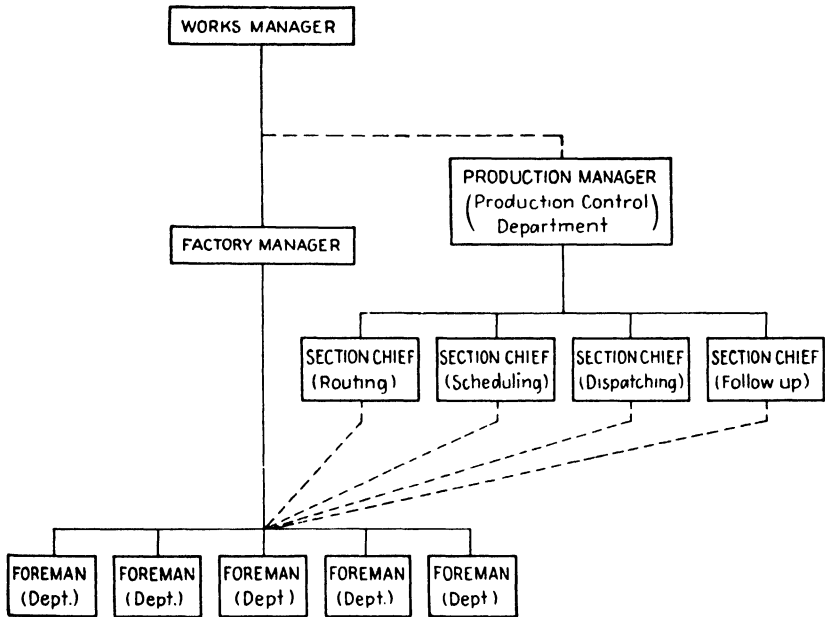 WORKS MANAGER
PRODUCTION MANAGER
(Production Control
Department)
FACTORY MANAGER
SECTION CHIEF
(Routing)
SECTION CHIEF
(Scheduling)
SECTION CHIEF
(Dispatching)
SECTION CHIEF
(Follow up)
FOREMAN
(Dept.)
FOREMAN
(Dept.)
FOREMAN
(Dept)
FOREMAN
(Dept.)
FOREMAN
(Dept)